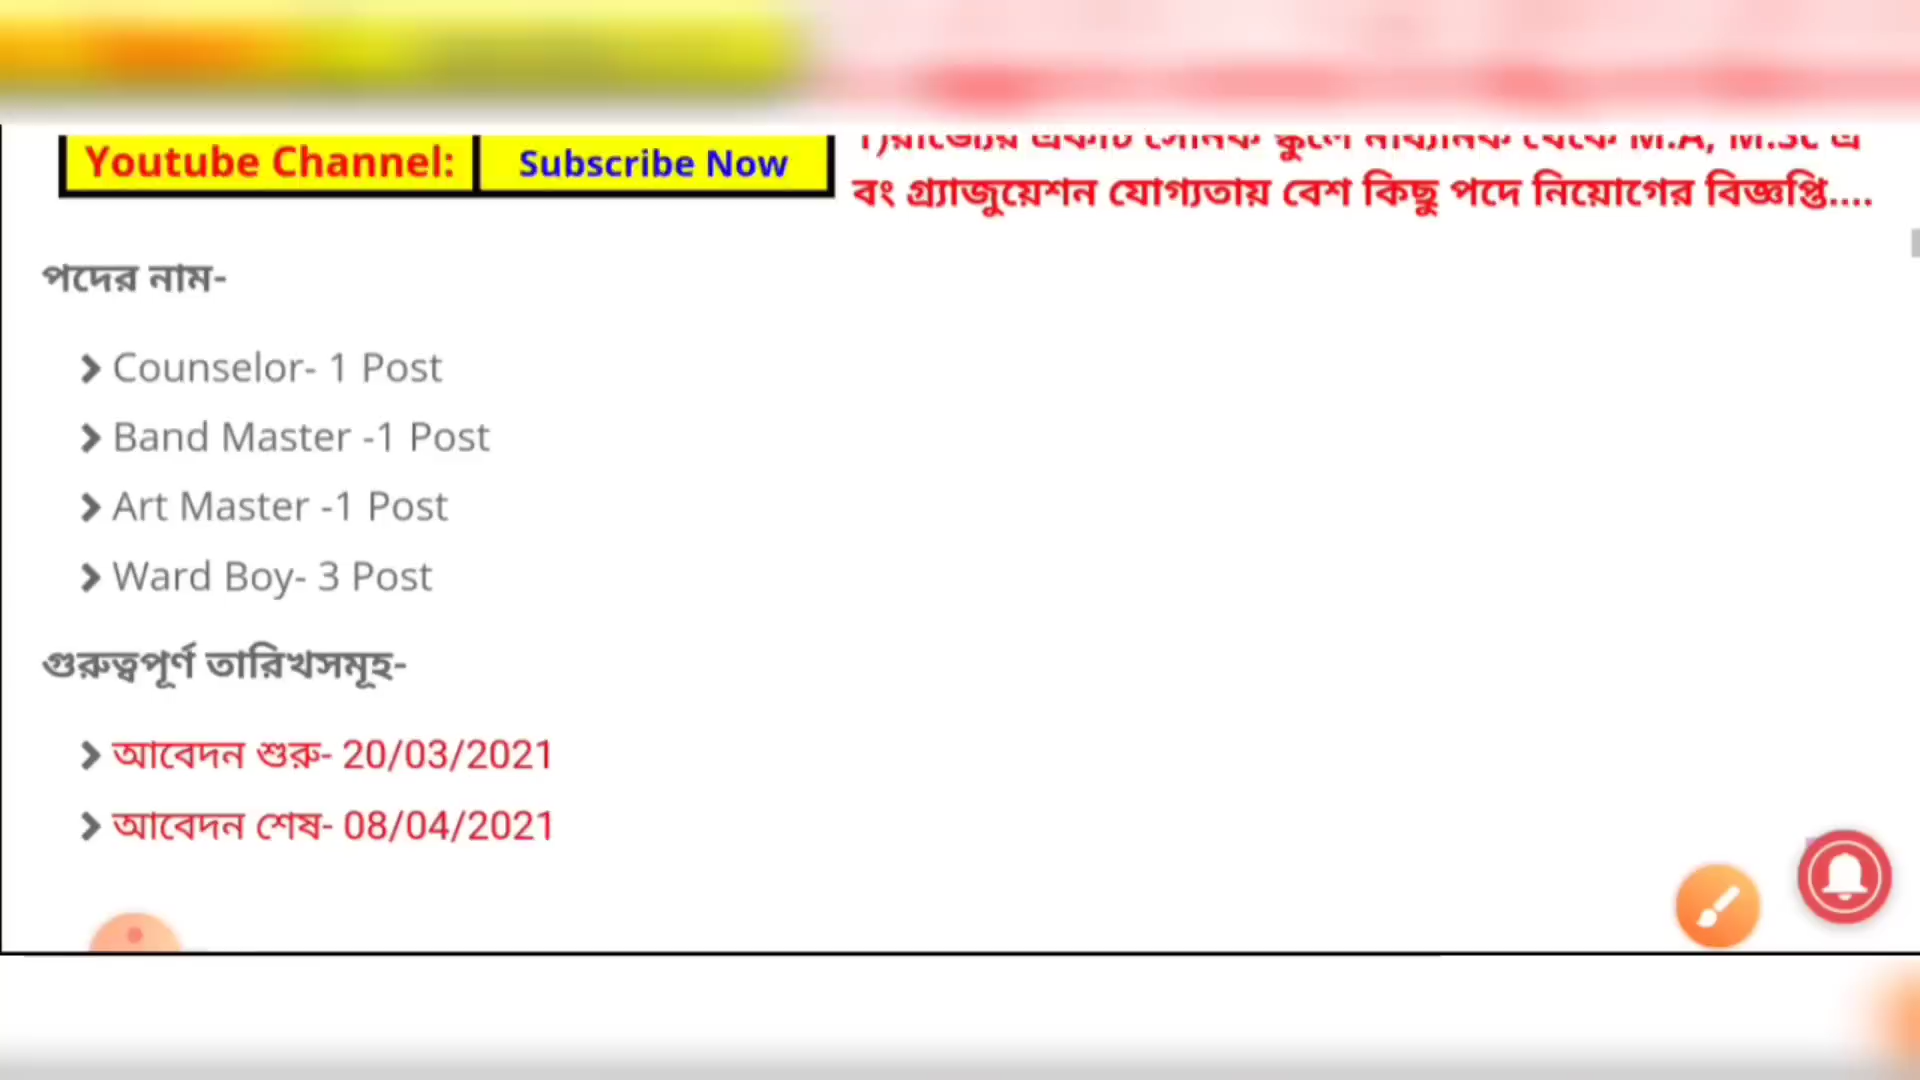 Youtube Channel: Subscribe Now
বং গ্র্যাজুয়েশন যোগ্যতায় বেশ কিছু পদে নিয়োগের বিজ্ঞপ্তি....
পদের নাম-
Counselor- 1 Post
Band Master -1 Post
Art Master -1 Post
Ward Boy- 3 Post
গুরুত্বপূর্ণ তারিখসমূহ-
আবেদন শুরু- 20/03/2021
আবেদন শেষ- 08/04/2021